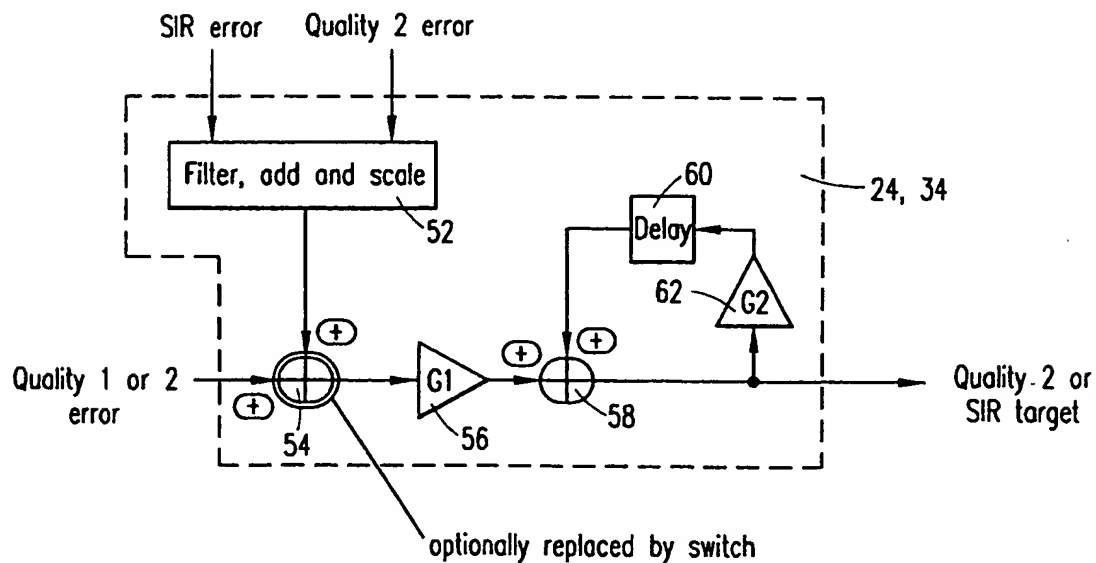 SIR error
Quality 2 error
Filter, add and scale
52
60
Delay
24, 34
62
G2
+
+
+
Quality 1 or 2
error
+
54
G1
56
58
Quality 2 or
SIR target
optionally replaced by switch